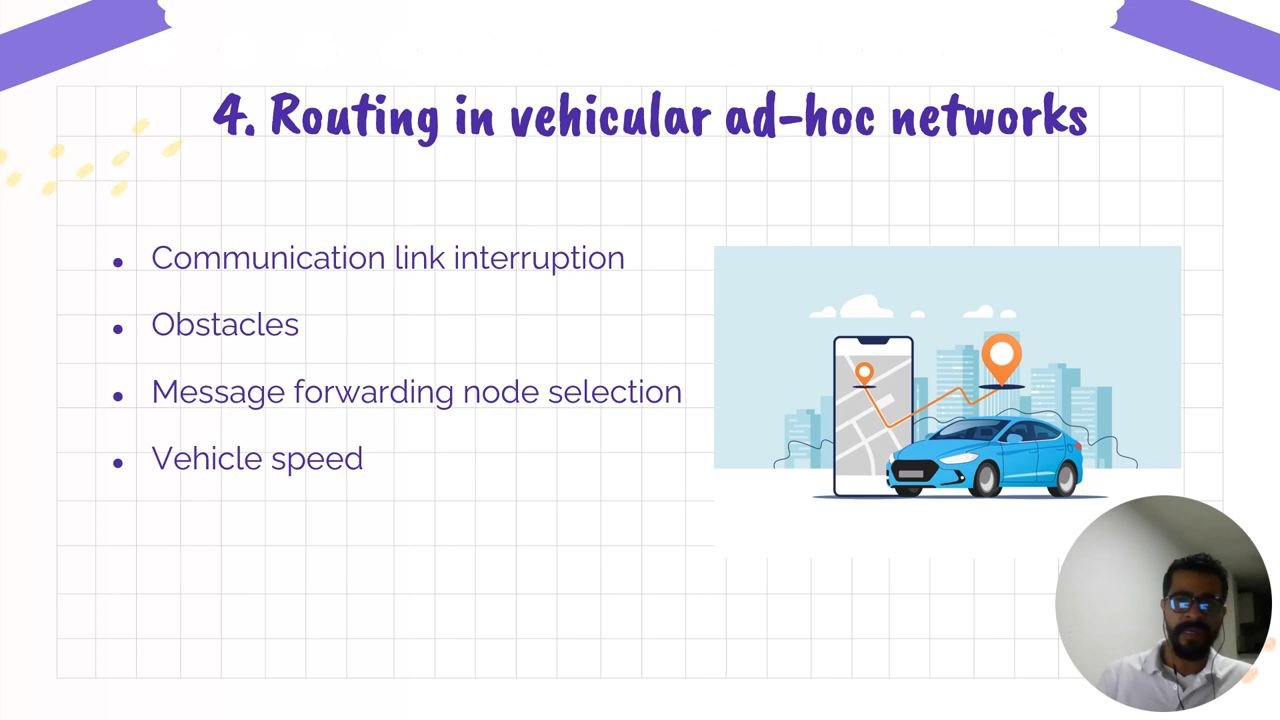 4. Routing in vehicular ad-hoc networks
Communication link interruption
Obstacles
Message forwarding node selection
Vehicle speed